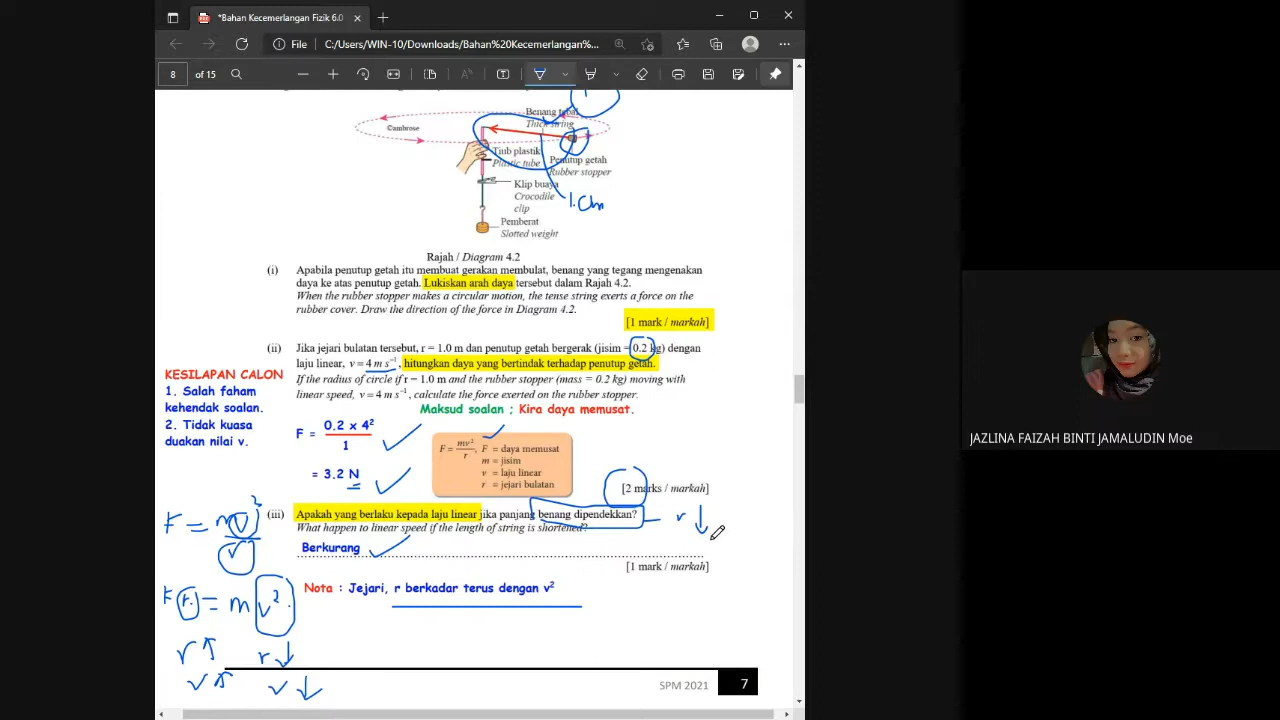 *Bahan Kecemerlangan Fizik 6.0
File
C:/Users/WIN-10/Downloads/Bahan%20Kecemerlangan%...
8 of 15
Benang tebal
Thick string
©ambrose
Tiub plastik
Plastic tube
Penutup getah
Rubber stopper
Klip buaya
Crocodile
clip
1.0m
Pemberat
Slotted weight
Rajah / Diagram 4.2
(i) Apabila penutup getah itu membuat gerakan membulat, benang yang tegang mengenakan
daya ke atas penutup getah. Lukiskan arah daya tersebut dalam Rajah 4.2.
When the rubber stopper makes a circular motion, the tense string exerts a force on the
rubber cover. Draw the direction of the force in Diagram 4.2.
[1 mark / markah]
(ii) Jika jejari bulatan tersebut, r = 1.0 m dan penutup getah bergerak (jisim = 0.2 kg) dengan
laju linear, v = 4 m s⁻¹, hitungkan daya yang bertindak terhadap penutup getah.
If the radius of circle if r = 1.0 m and the rubber stopper (mass = 0.2 kg) moving with
linear speed, v = 4 m s⁻¹, calculate the force exerted on the rubber stopper.
KESILAPAN CALON
1. Salah faham
kehendak soalan.
2. Tidak kuasa
duakan nilai v.
Maksud soalan ; Kira daya memusat.
F = 0.2 x 4²
1
= 3.2 N
F = mv²/r, F = daya memusat
m = jisim
v = laju linear
r = jejari bulatan
[2 marks / markah]
(iii) Apakah yang berlaku kepada laju linear jika panjang benang dipendekkan?
What happen to linear speed if the length of string is shortened?
r ↓
Berkurang
[1 mark / markah]
Nota : Jejari, r berkadar terus dengan v²
F = mv²
r
Fr = m v²
r ↑ r ↓
v ↑ v ↓
SPM 2021 7
JAZLINA FAIZAH BINTI JAMALUDIN Moe